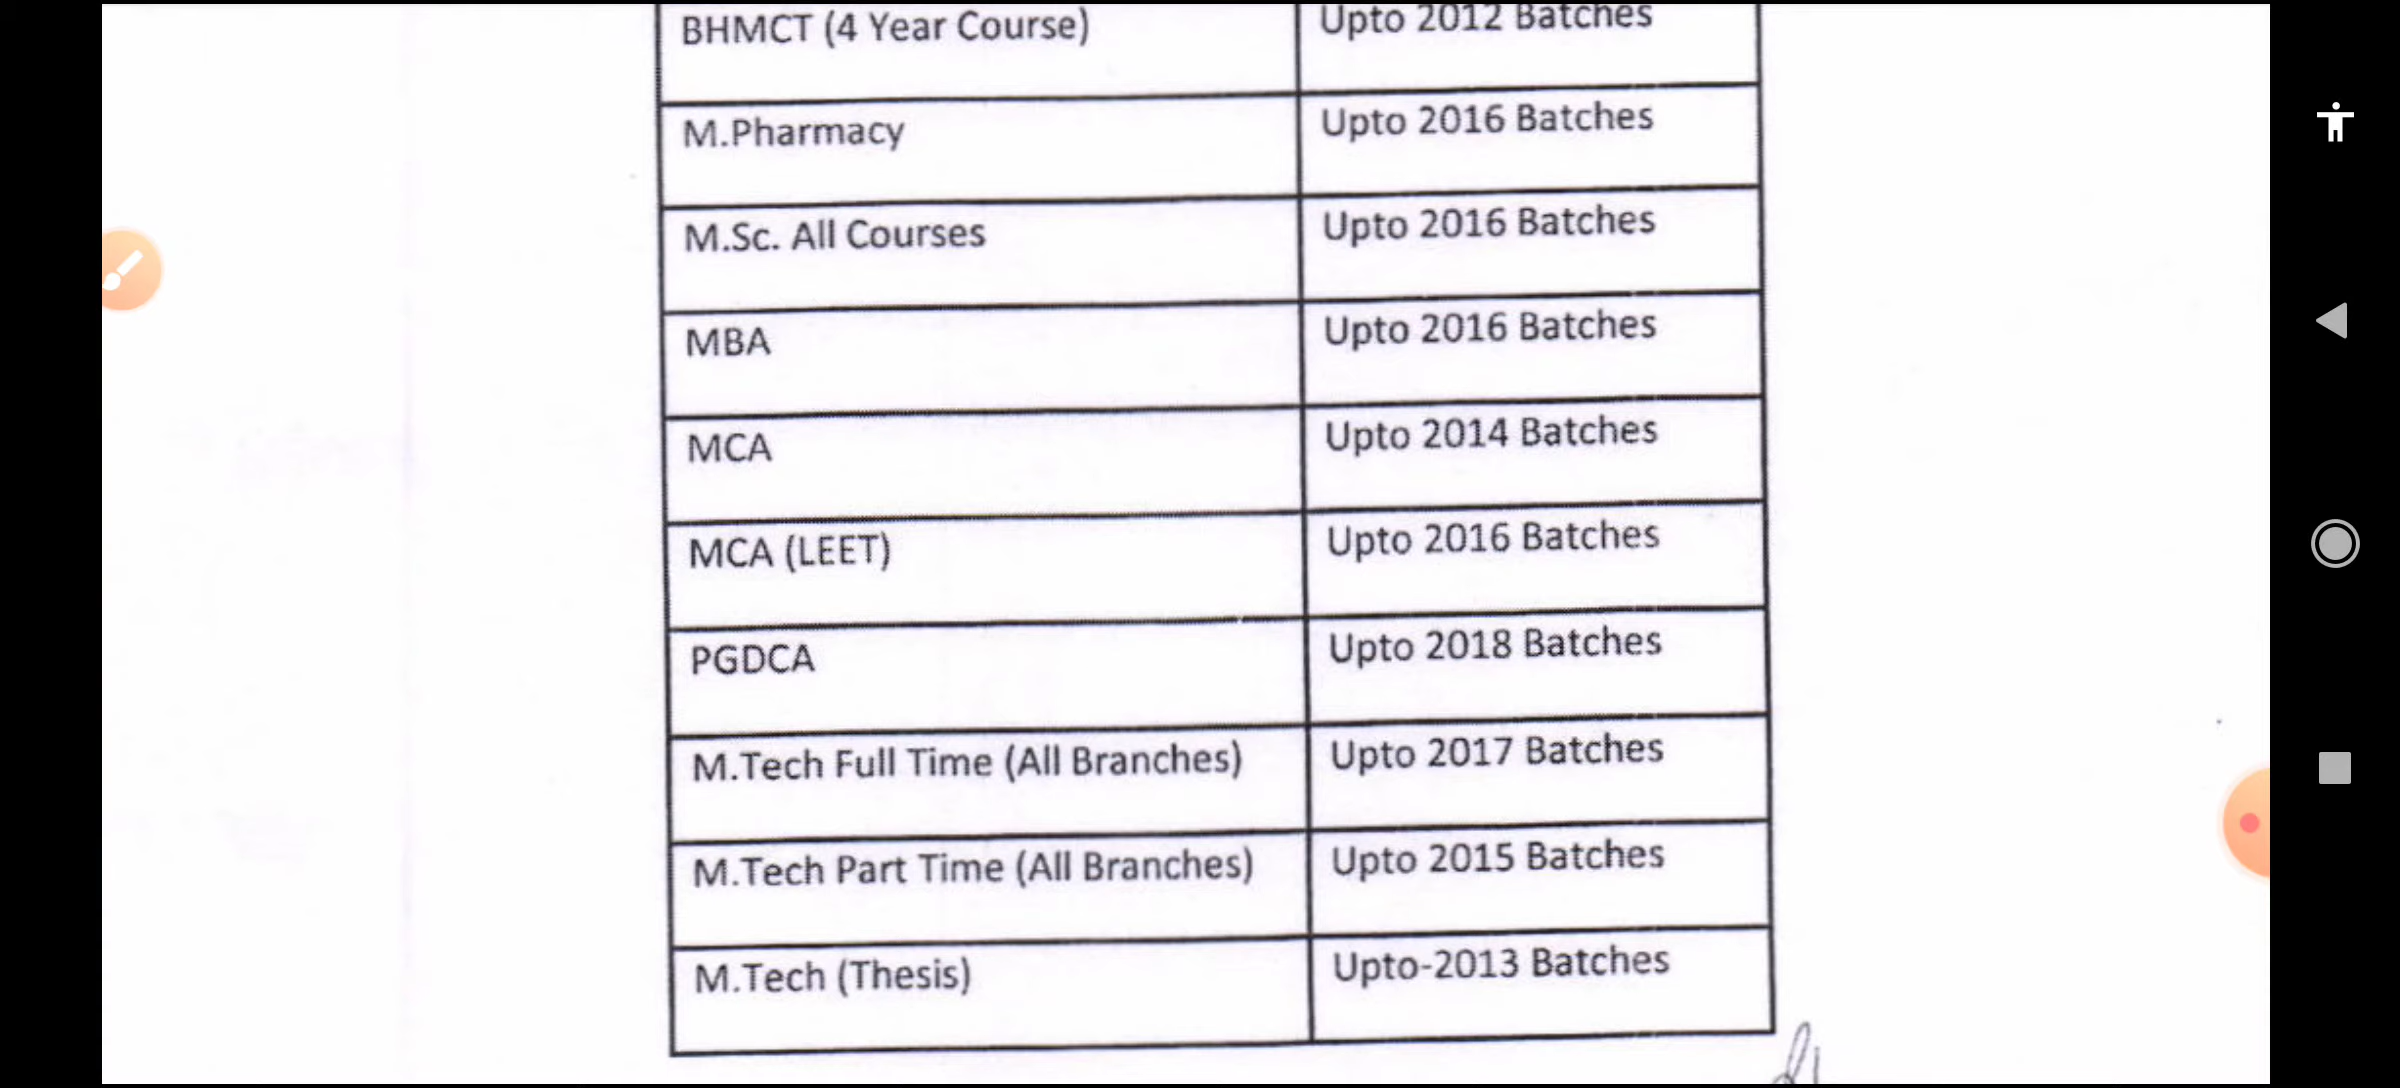 BHMCT (4 Year Course) Upto 2012 Batches
M.Pharmacy Upto 2016 Batches
M.Sc. All Courses Upto 2016 Batches
MBA Upto 2016 Batches
MCA Upto 2014 Batches
MCA (LEET) Upto 2016 Batches
PGDCA Upto 2018 Batches
M.Tech Full Time (All Branches) Upto 2017 Batches
M.Tech Part Time (All Branches) Upto 2015 Batches
M.Tech (Thesis) Upto-2013 Batches